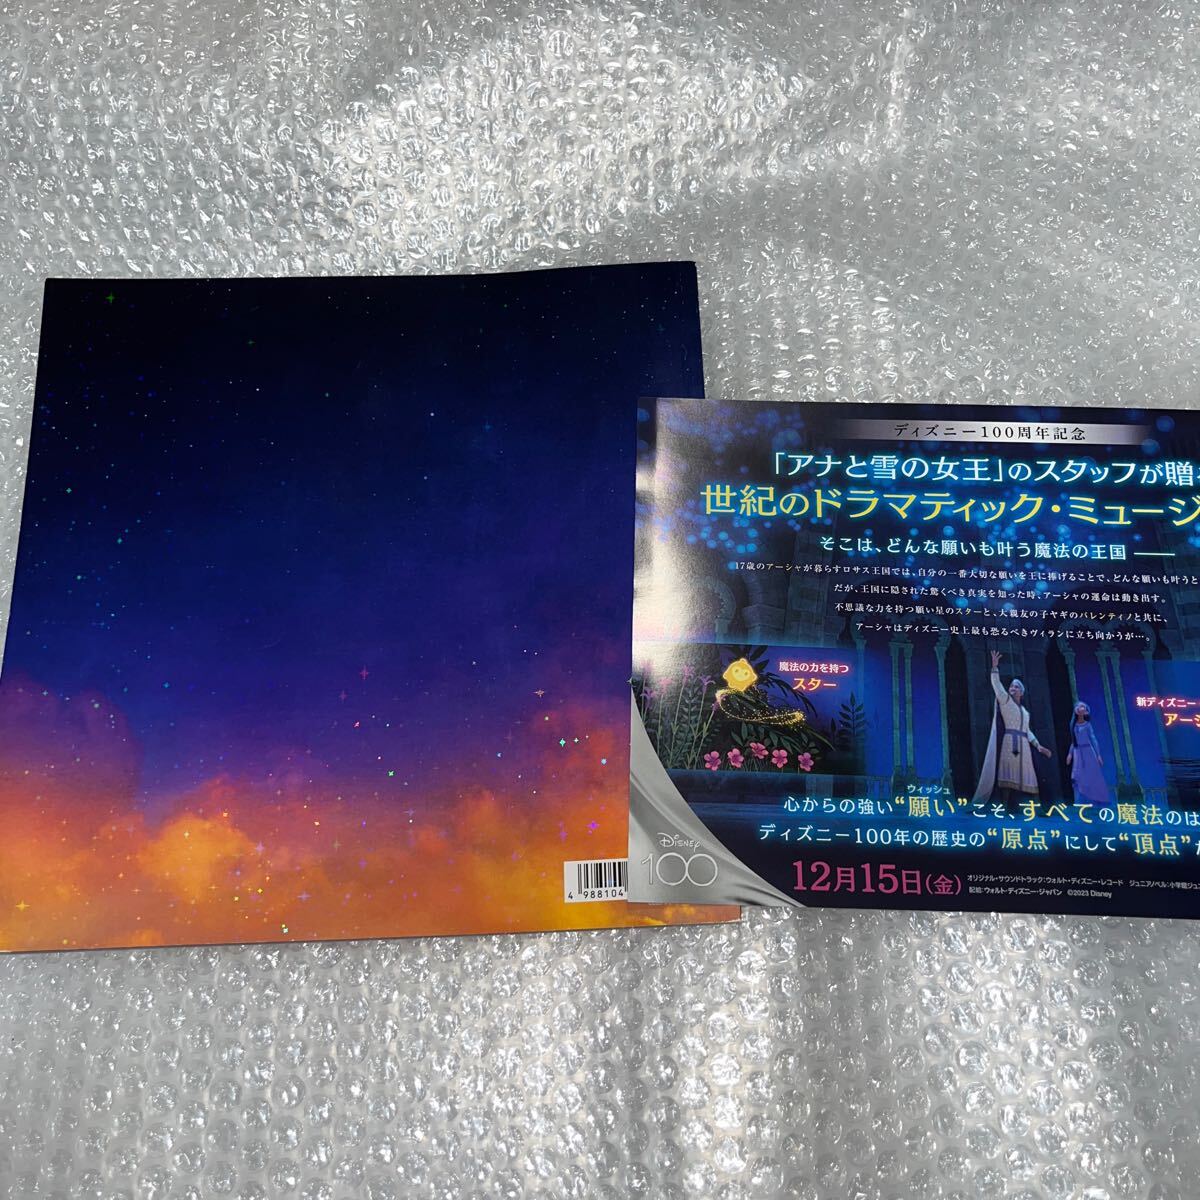 ディズニー100周年記念
「アナと雪の女王」のスタッフが贈
世紀のドラマティック・ミュージ
そこは、どんな願いも叶う魔法の王国 ――
17歳のアーシャが暮らすロサス王国では、自分の一番大切な願いを王に捧げることで、どんな願いも叶うと
だが、王国に隠された驚くべき真実を知った時、アーシャの運命は動き出す。
不思議な力を持つ願い星のスターと、大親友の子ヤギのバレンティノと共に、
アーシャはディズニー史上最も恐るべきヴィランに立ち向かうが…。
魔法の力を持つ
スター
新ディズニー
アーシ
ウィッシュ
心からの強い“願い”こそ、すべての魔法のは
ディズニー100年の歴史の“原点”にして“頂点”が
Disney
100
12月15日(金)
オリジナル・サウンドトラック:ウォルト・ディズニー・レコード ジュニアノベル:小学館ジュニ
配給:ウォルト・ディズニー・ジャパン ©2023 Disney
4 988104